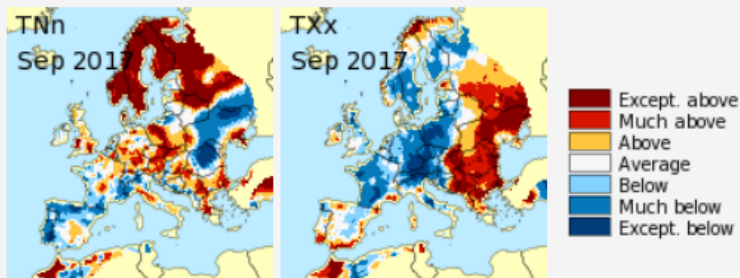 TNn
Sep 2017
TXx
Sep 2017
Except. above
Much above
Above
Average
Below
Much below
Except. below